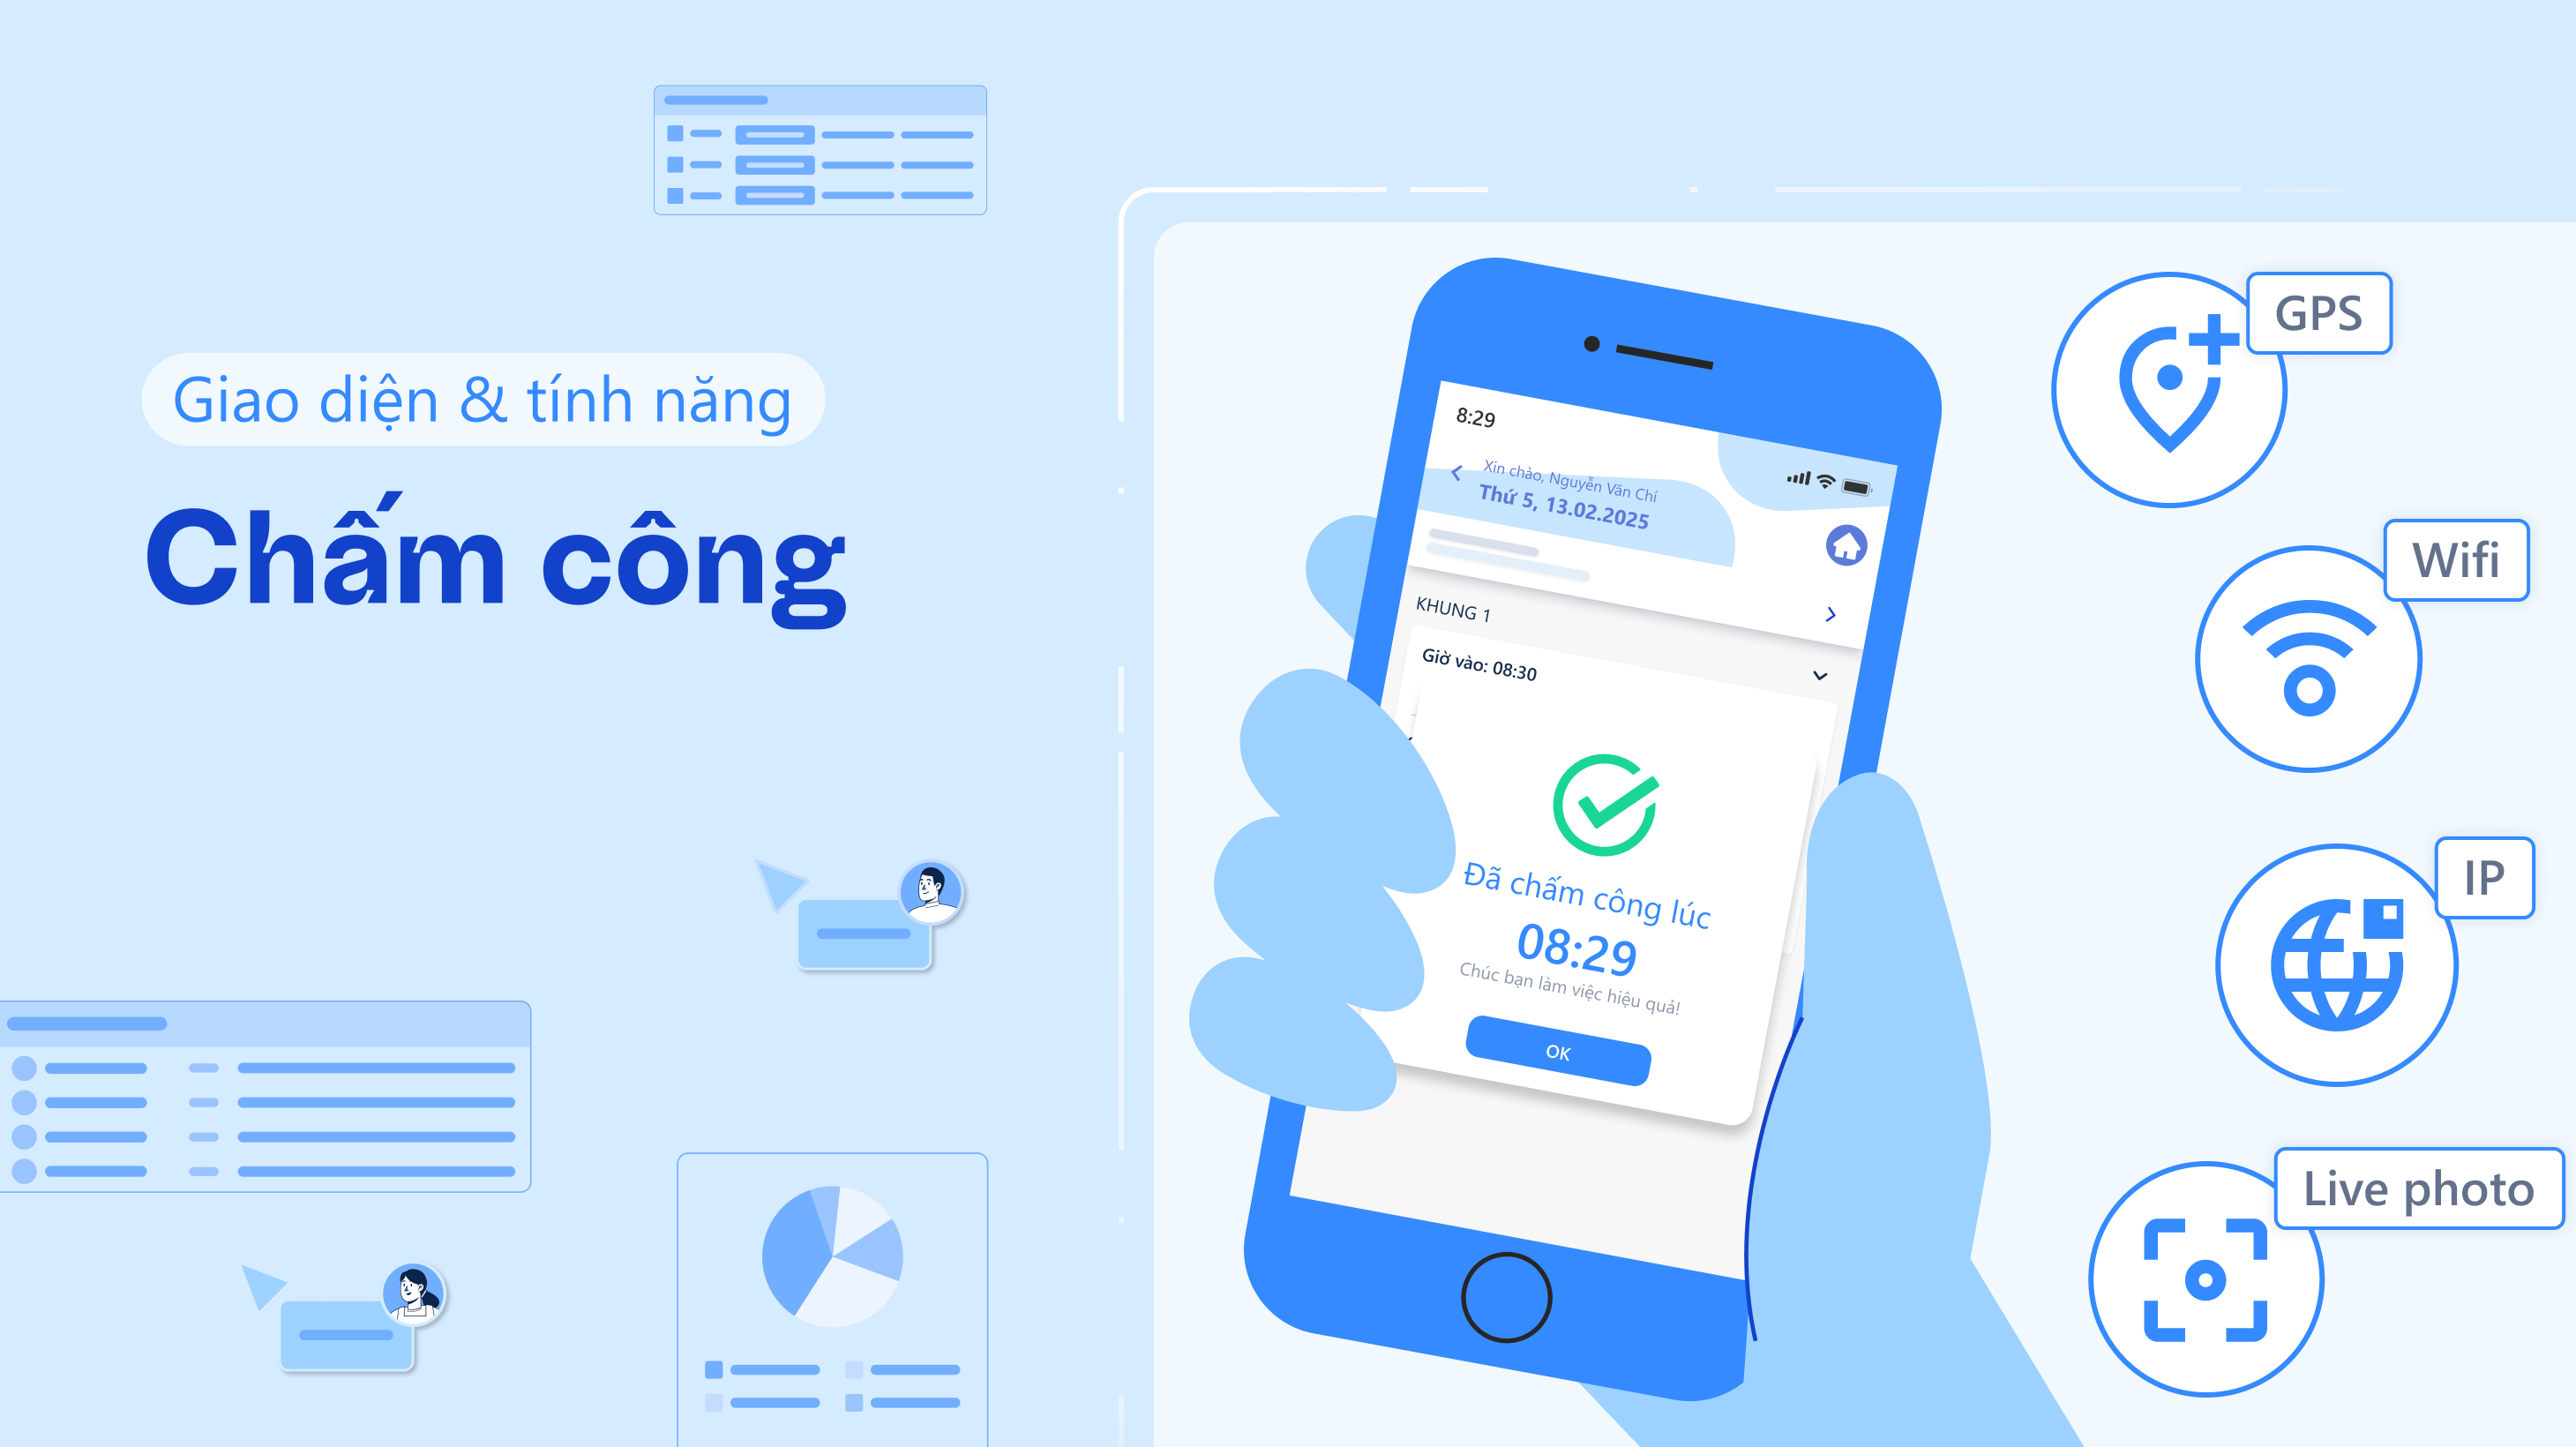 Giao diện & tính năng
Chấm công
8:29
Xin chào, Nguyễn Văn Chí
Thứ 5, 13.02.2025
KHUNG 1
Giờ vào: 08:30
Đã chấm công lúc
08:29
Chúc bạn làm việc hiệu quả!
OK
GPS
Wifi
IP
Live photo